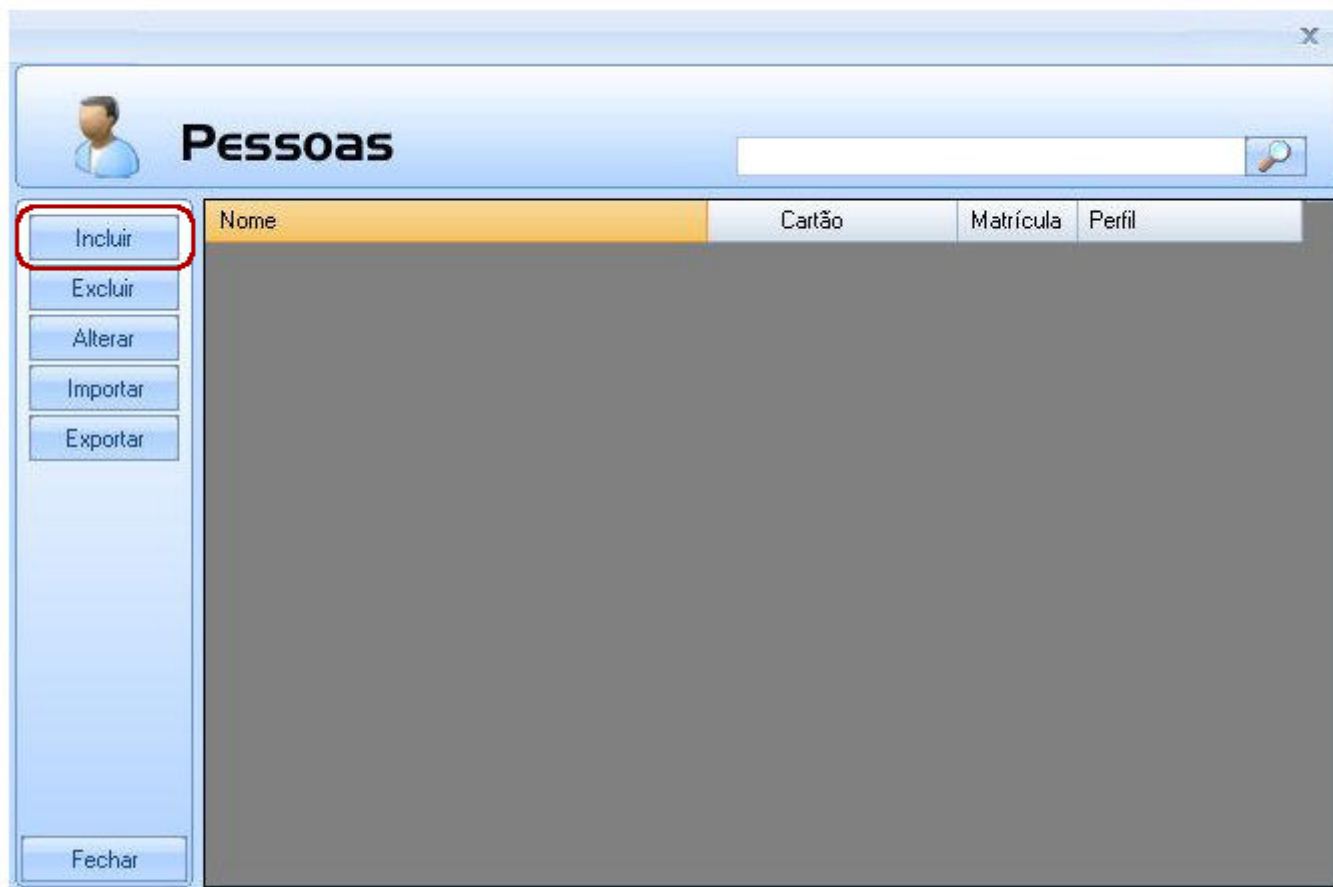 x
Pessoas
Incluir
Excluir
Alterar
Importar
Exportar
Fechar
Nome Cartão Matrícula Perfil